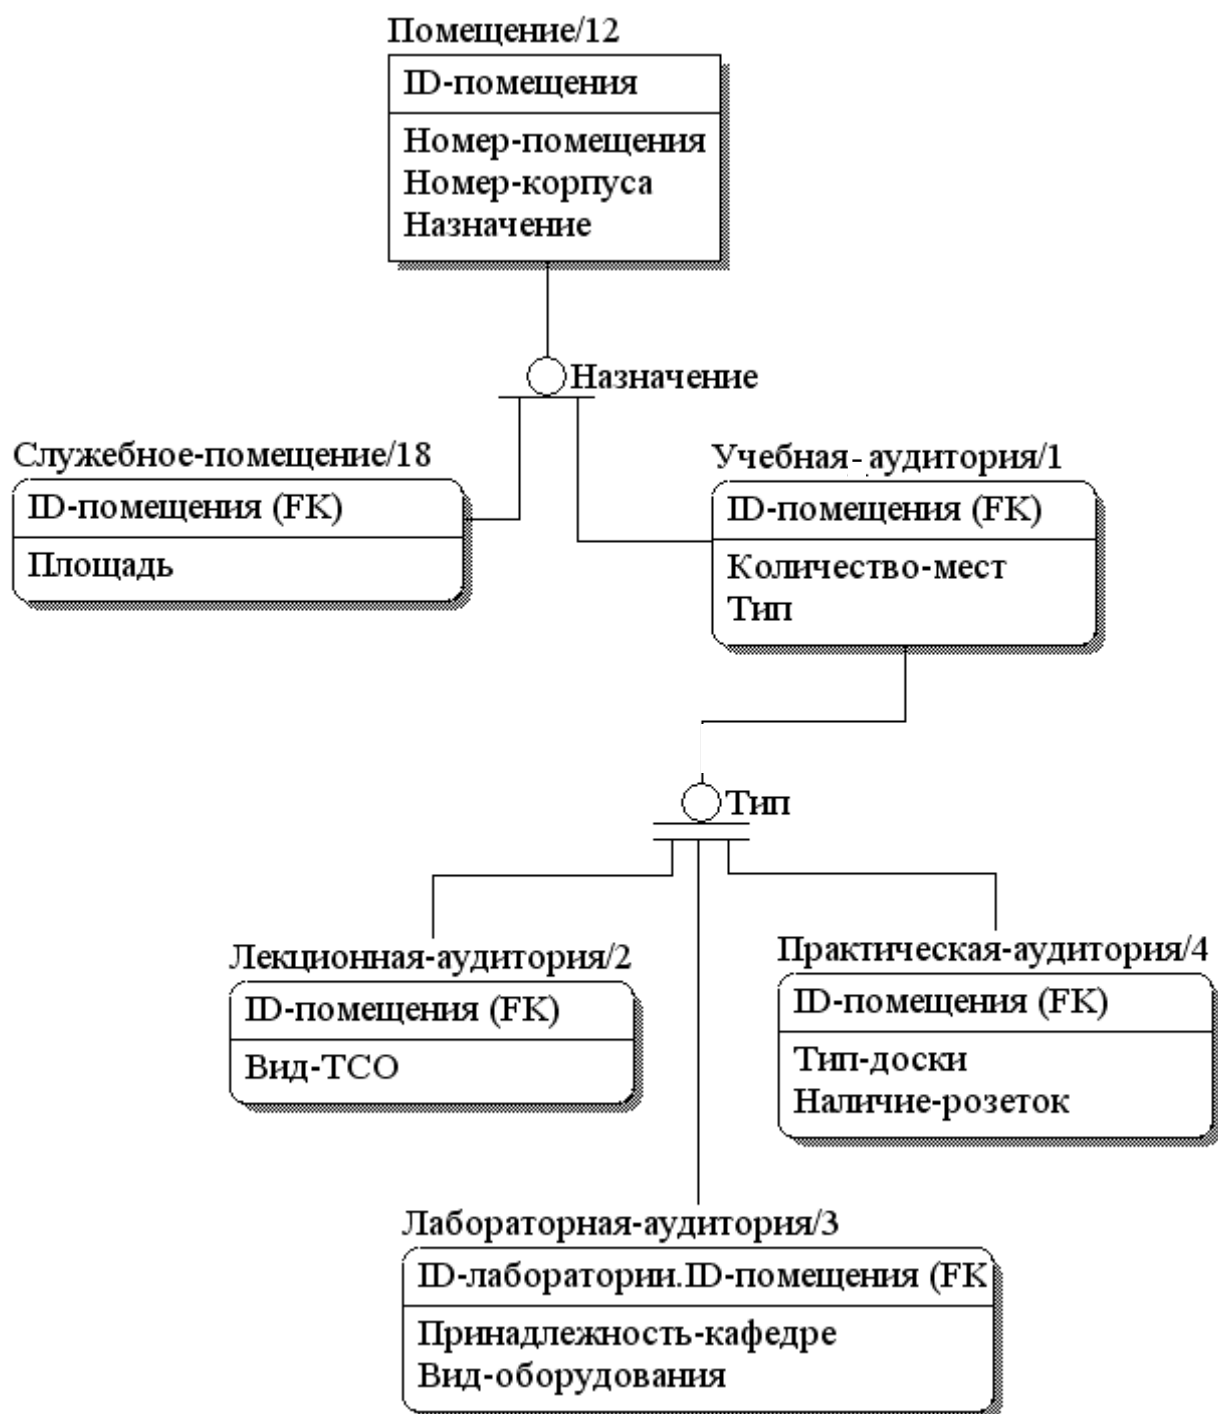 Помещение/12
ID-помещения
Номер-помещения
Номер-корпуса
Назначение
Назначение
Служебное-помещение/18
ID-помещения (FK)
Площадь
Учебная- аудитория/1
ID-помещения (FK)
Количество-мест
Тип
Тип
Лекционная-аудитория/2
ID-помещения (FK)
Вид-ТСО
Практическая-аудитория/4
ID-помещения (FK)
Тип-доски
Наличие-розеток
Лабораторная-аудитория/3
ID-лаборатории.ID-помещения (FK
Принадлежность-кафедре
Вид-оборудования